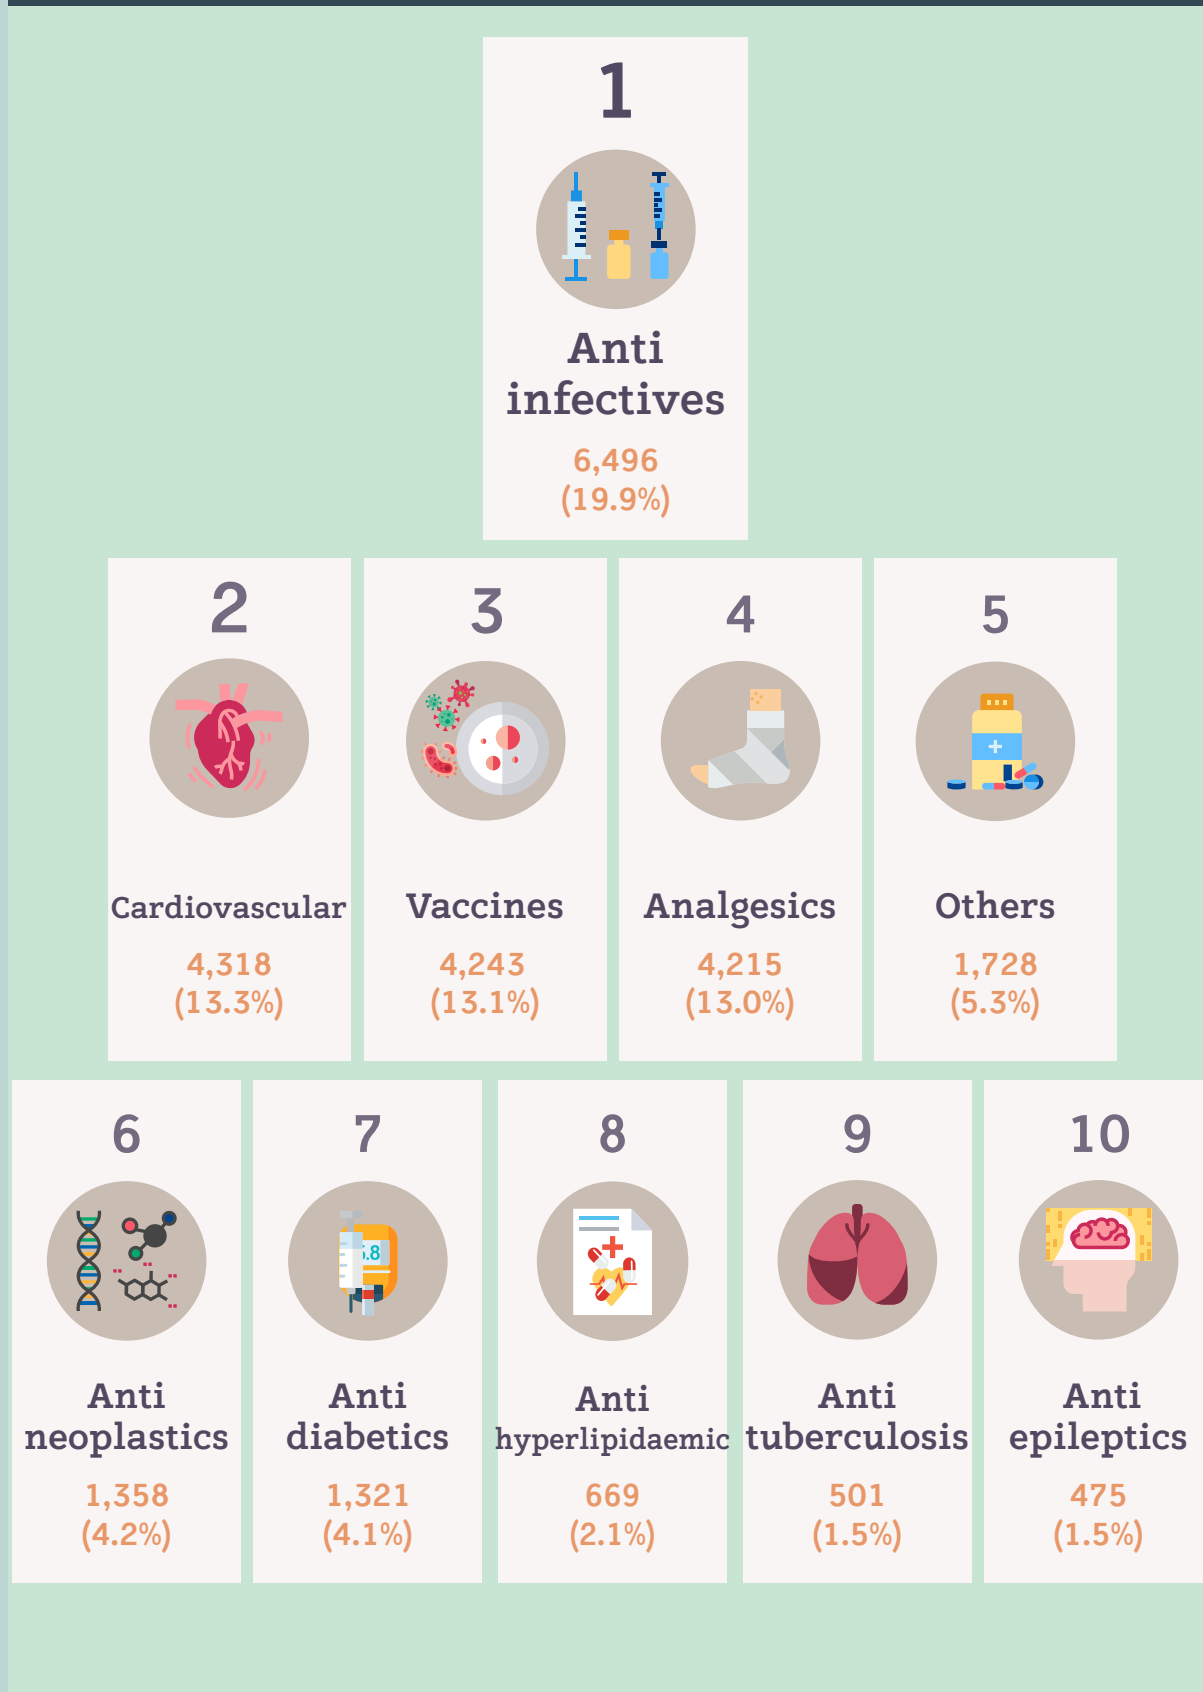 1
Anti
infectives
6,496
(19.9%)
2
Cardiovascular
4,318
(13.3%)
3
Vaccines
4,243
(13.1%)
4
Analgesics
4,215
(13.0%)
5
Others
1,728
(5.3%)
6
Anti
neoplastics
1,358
(4.2%)
7
5.8
Anti
diabetics
1,321
(4.1%)
8
Anti
hyperlipidaemic
669
(2.1%)
9
Anti
tuberculosis
501
(1.5%)
10
Anti
epileptics
475
(1.5%)